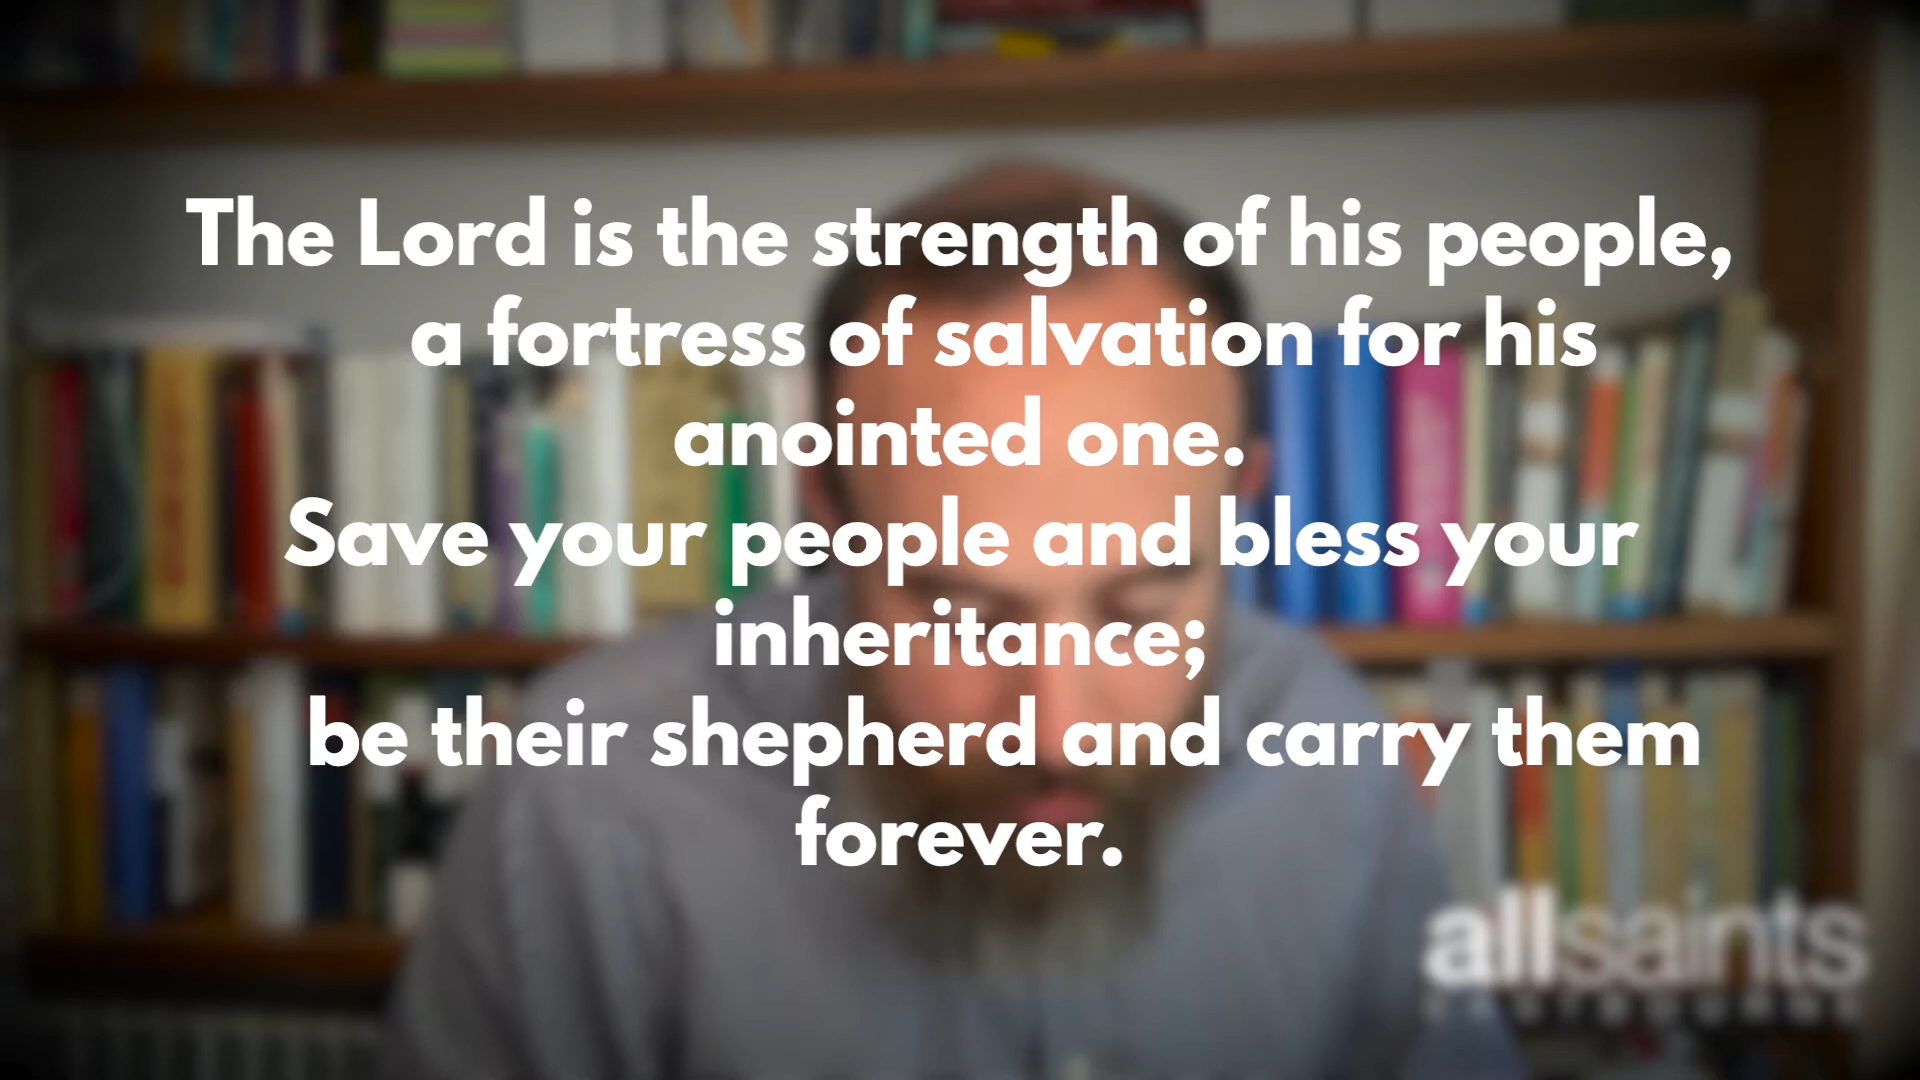 The Lord is the strength of his people,
a fortress of salvation for his
anointed one.
Save your people and bless your
inheritance;
be their shepherd and carry them
forever.
allsaints
EASTBOURNE